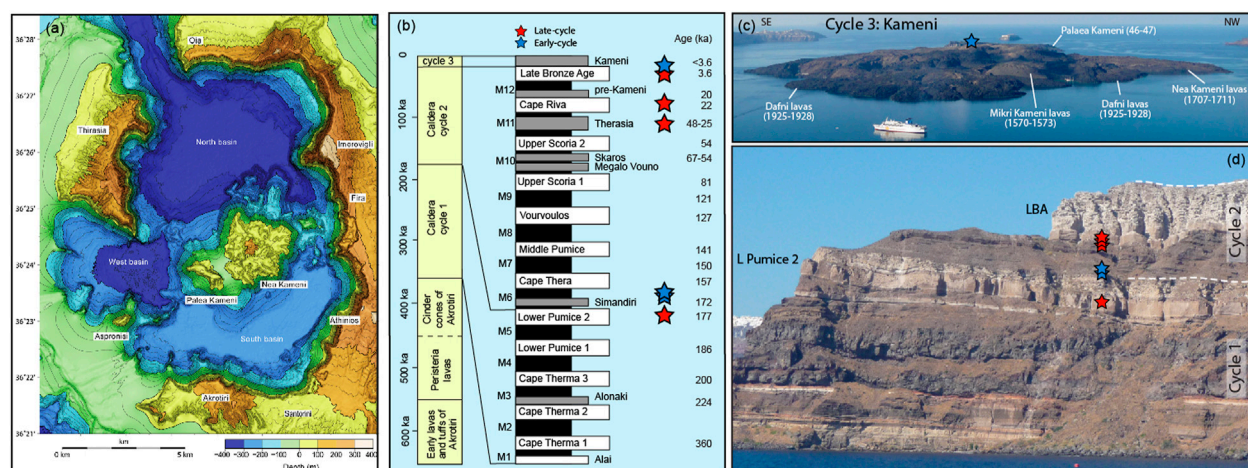 (a)
36°28'
36°27'
36°26'
36°25'
36°24'
36°23'
36°22'
36°21'
Oia
Thirasia
North basin
Imerovigli
Fira
West basin
Palea Kameni
Nea Kameni
Athinios
Aspronisi
South basin
Akrotiri
Santorini
km
0 km
5 km
−400 −300 −200 −100 0 100 200 300 400
Depth (m)
(b)
Late-cycle
Early-cycle
Age (ka)
0
100 ka
200 ka
300 ka
400 ka
500 ka
600 ka
cycle 3
Caldera
cycle 2
Caldera
cycle 1
Cinder
cones of
Akrotiri
Peristeria
lavas
Early lavas
and tuffs of
Akrotiri
Kameni <3.6
Late Bronze Age 3.6
M12 pre-Kameni 20
Cape Riva 22
M11 Therasia 48-25
Upper Scoria 2 54
M10 Skaros 67-54
Megalo Vouno
Upper Scoria 1 81
M9 121
Vourvoulos 127
M8
Middle Pumice 141
M7 150
Cape Thera 157
M6 Simandiri 172
Lower Pumice 2 177
M5
Lower Pumice 1 186
M4
Cape Therma 3 200
M3 Alonaki 224
Cape Therma 2
M2
Cape Therma 1 360
M1 Alai
(c)
SE
Cycle 3: Kameni
NW
Palaea Kameni (46-47)
Dafni lavas
(1925-1928)
Mikri Kameni lavas
(1570-1573)
Dafni lavas
(1925-1928)
Nea Kameni lavas
(1707-1711)
(d)
LBA
L Pumice 2
Cycle 2
Cycle 1